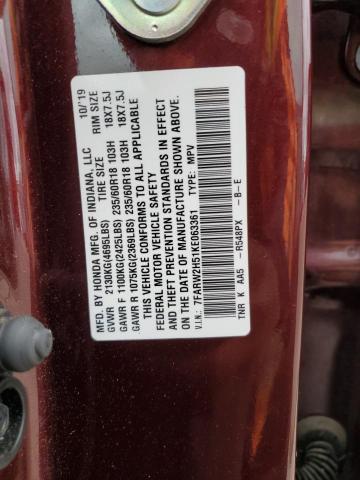 MFD. BY HONDA MFG. OF INDIANA, LLC 10/'19
TIRE SIZE RIM SIZE
GVWR 2130KG(4695LBS)
GAWR F 1100KG(2425LBS) 235/60R18 103H 18X7.5J
GAWR R 1075KG(2369LBS) 235/60R18 103H 18X7.5J
THIS VEHICLE CONFORMS TO ALL APPLICABLE
FEDERAL MOTOR VEHICLE SAFETY
AND THEFT PREVENTION STANDARDS IN EFFECT
ON THE DATE OF MANUFACTURE SHOWN ABOVE.
V.I.N.: 7FARW2H51KE063361 TYPE: MPV
TNR K AA5 - R548PX - B-E